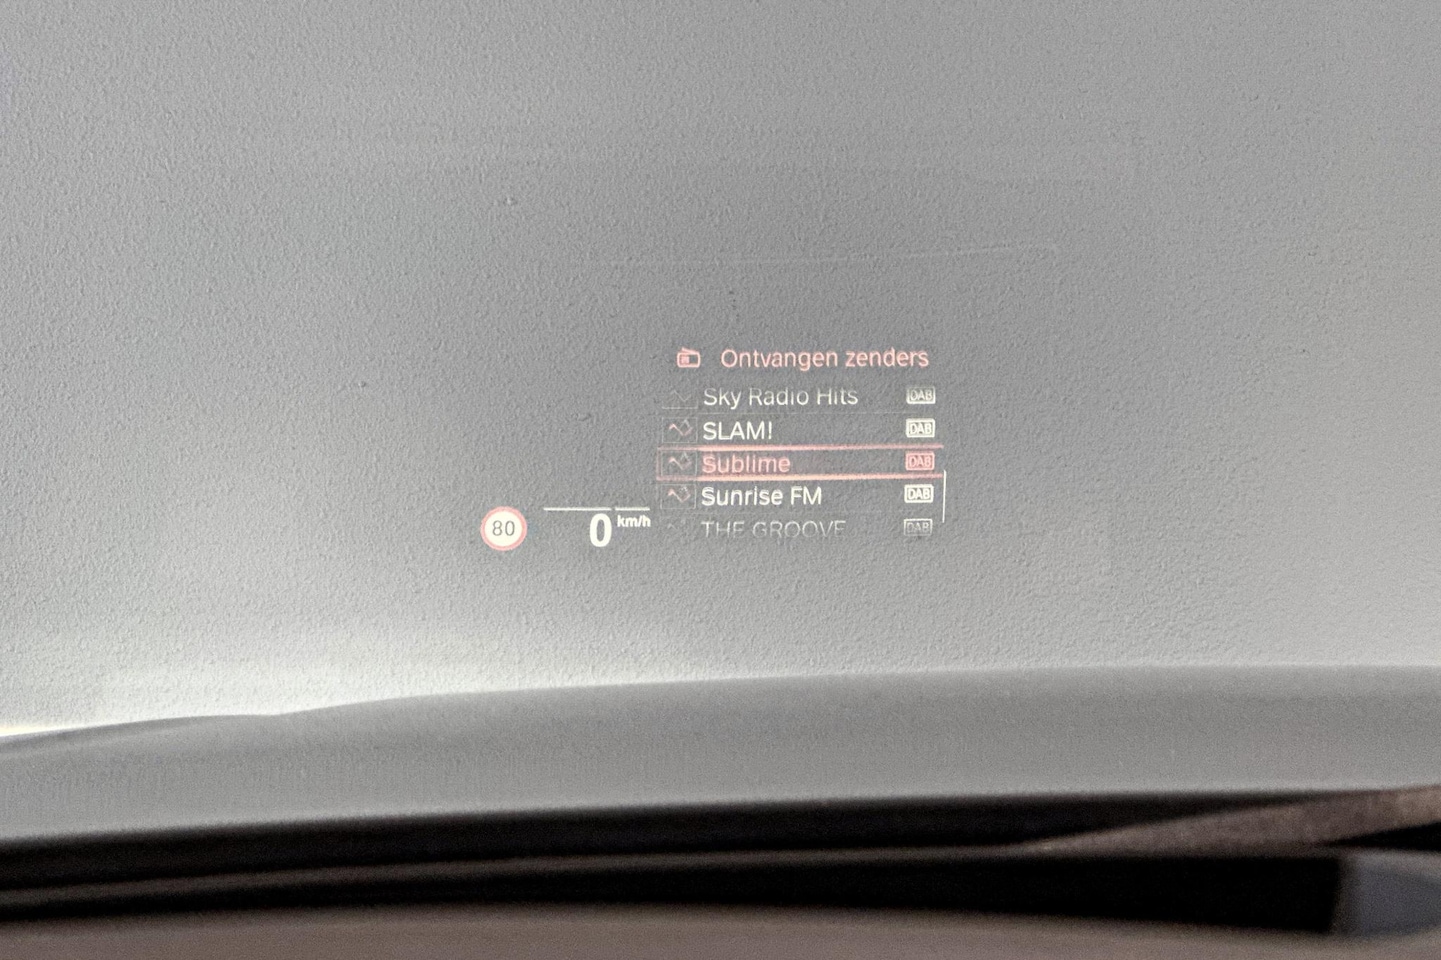 Ontvangen zenders
Sky Radio Hits DAB
SLAM! DAB
Sublime DAB
Sunrise FM DAB
THE GROOVE DAB
80
0 km/h